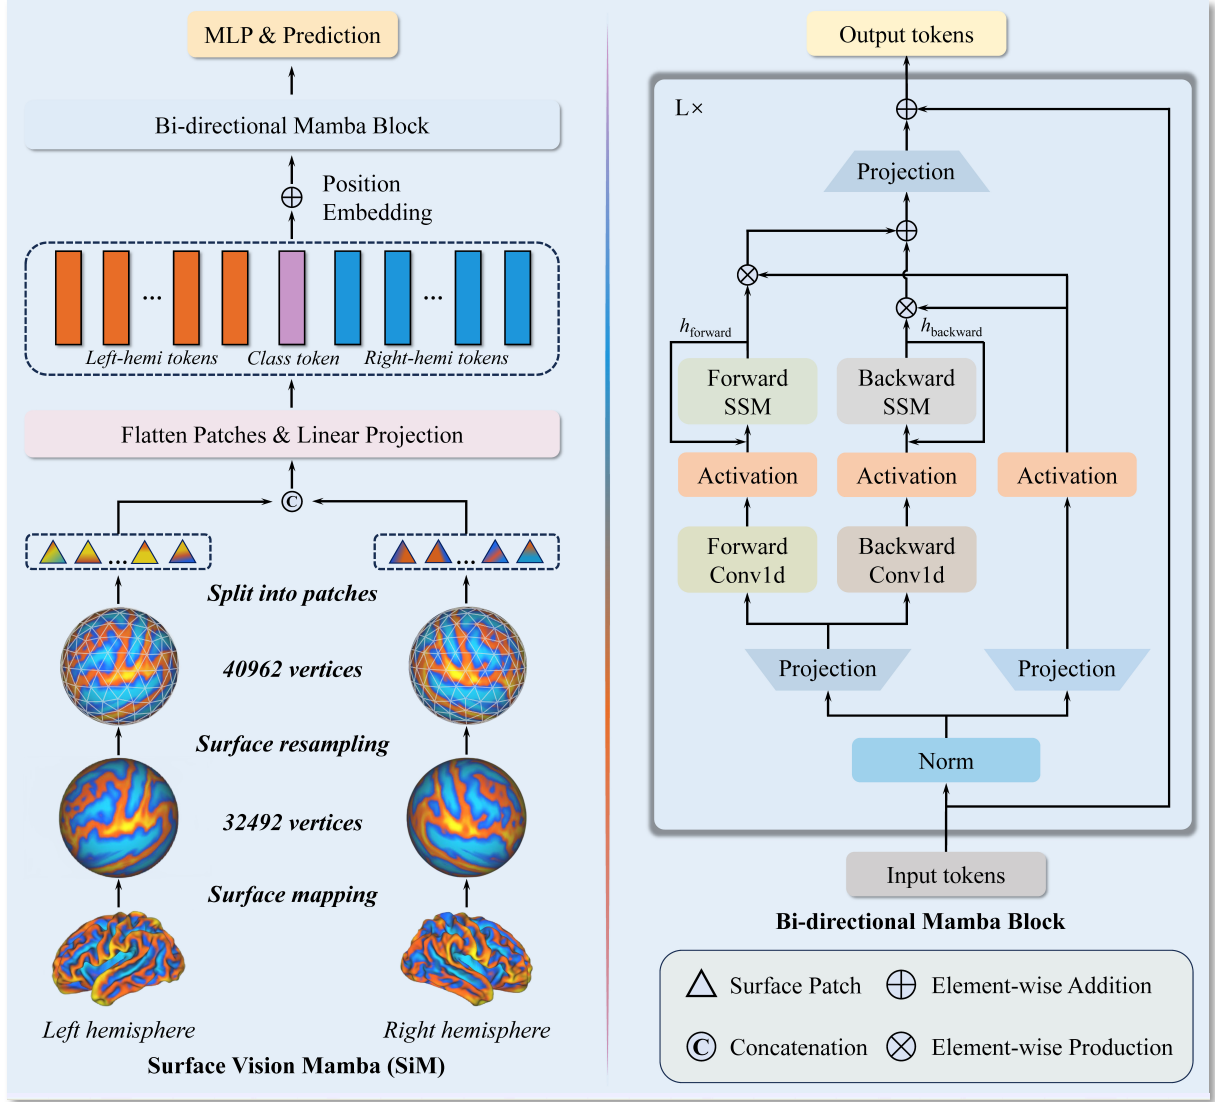 MLP & Prediction
Bi-directional Mamba Block
Position
Embedding
...
...
Left-hemi tokens
Class token
Right-hemi tokens
Flatten Patches & Linear Projection
C
...
...
Split into patches
40962 vertices
Surface resampling
32492 vertices
Surface mapping
Left hemisphere
Right hemisphere
Surface Vision Mamba (SiM)
Output tokens
L×
Projection
h forward
h backward
Forward
SSM
Backward
SSM
Activation
Activation
Activation
Forward
Conv1d
Backward
Conv1d
Projection
Projection
Norm
Input tokens
Bi-directional Mamba Block
Surface Patch
Element-wise Addition
C
Concatenation
Element-wise Production